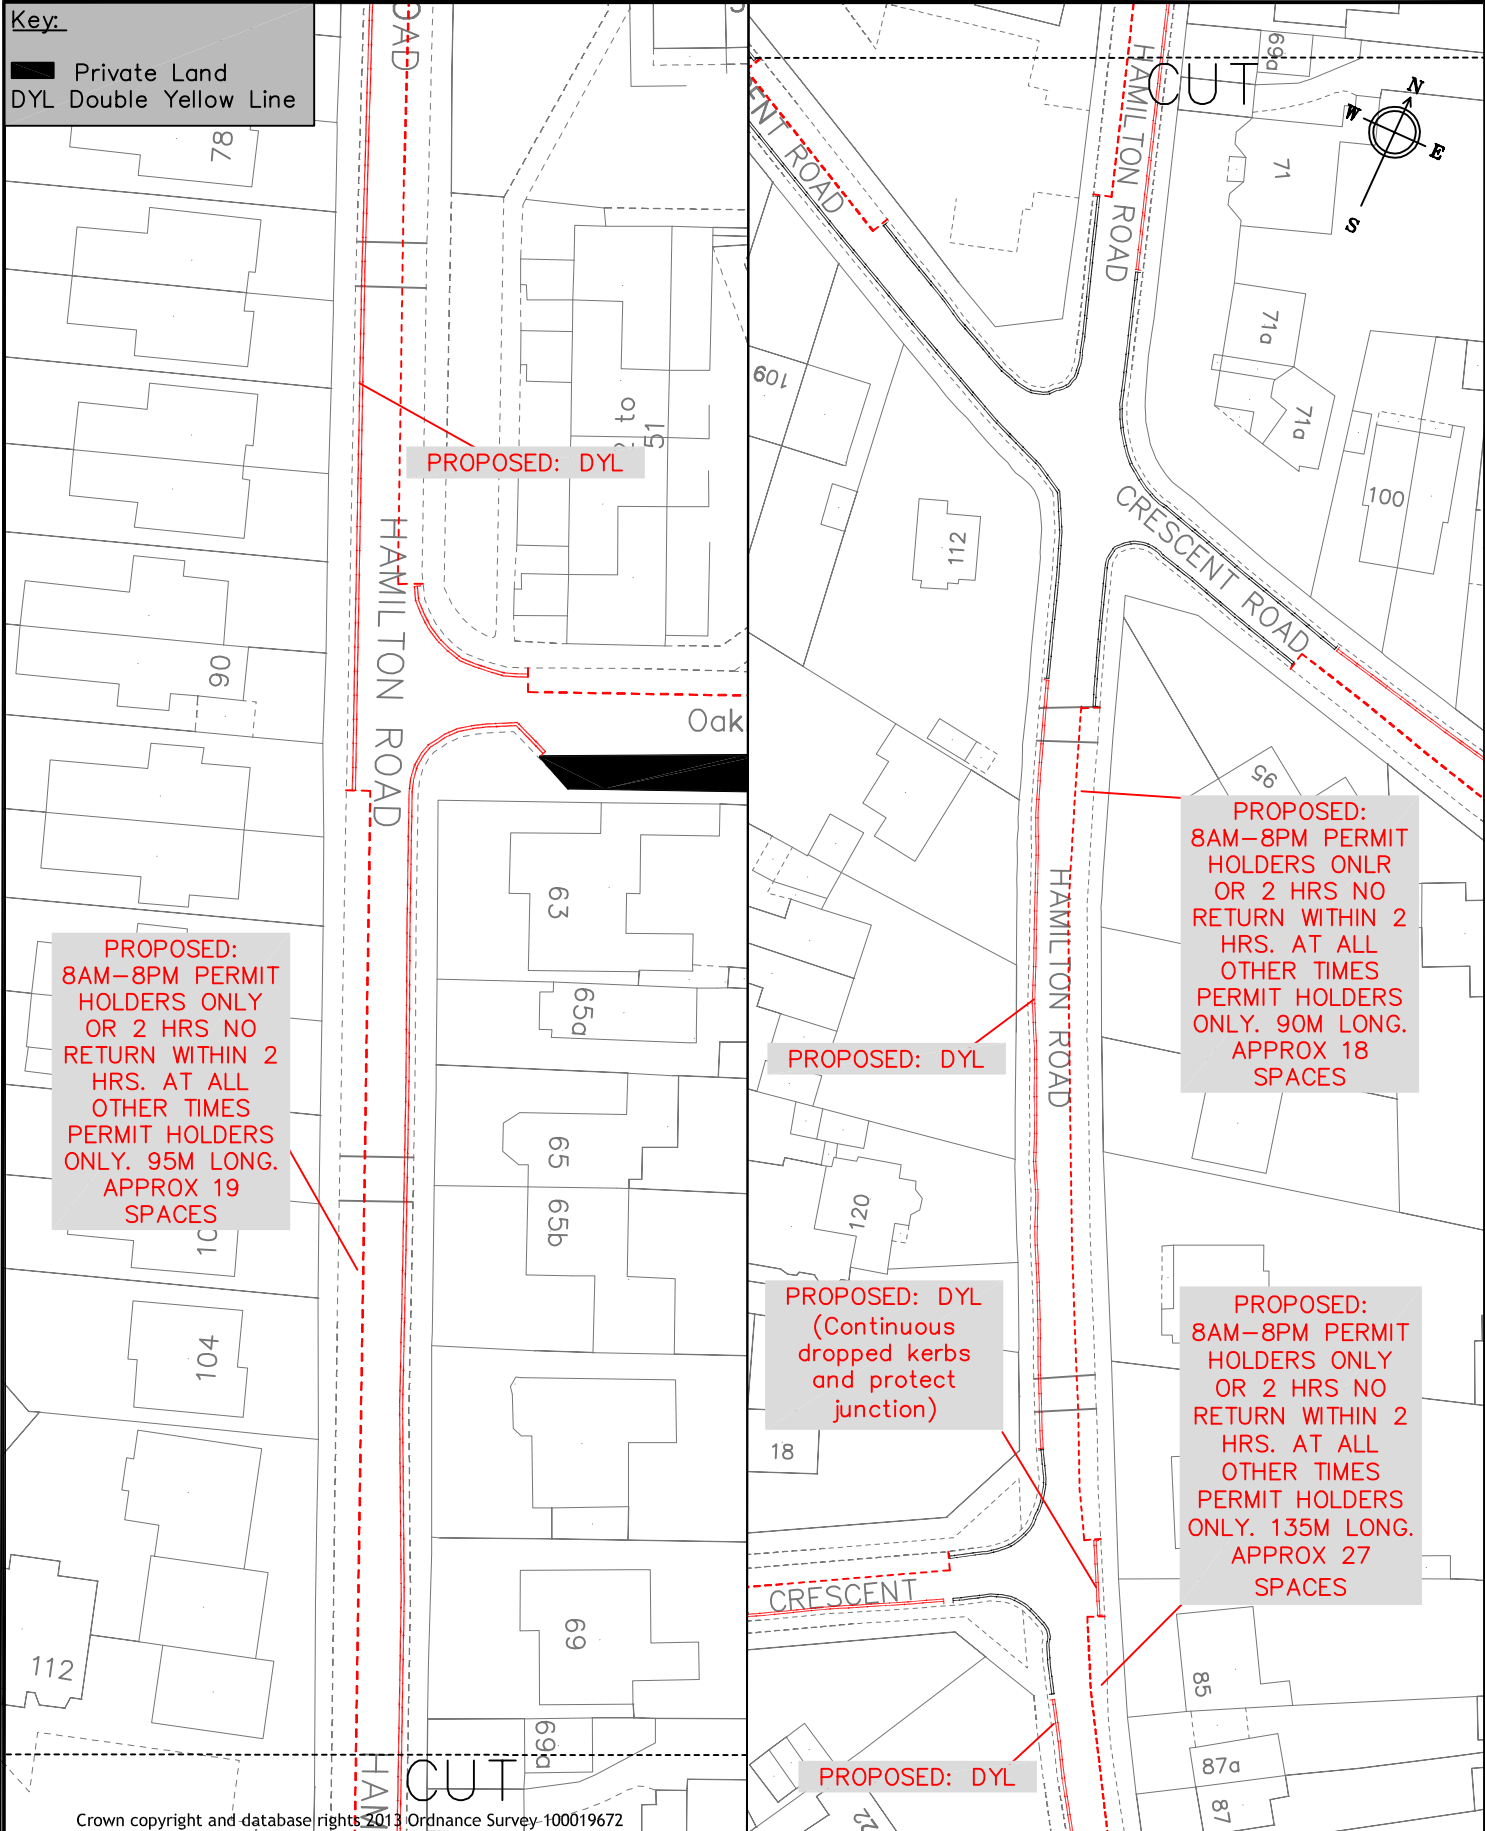 Key:
Private Land
DYL Double Yellow Line
OAD
78
PROPOSED: DYL
to
51
HAMILTON ROAD
90
Oak
63
PROPOSED:
8AM-8PM PERMIT
HOLDERS ONLY
OR 2 HRS NO
RETURN WITHIN 2
HRS. AT ALL
OTHER TIMES
PERMIT HOLDERS
ONLY. 95M LONG.
APPROX 19
SPACES
65a
65
65b
10
104
69
112
69a
HAM
CUT
Crown copyright and database rights 2013 Ordnance Survey 100019672
HAMILTON ROAD
69a
CUT
N
W
E
S
ENT ROAD
71
71a
71a
109
100
112
CRESCENT ROAD
95
PROPOSED:
8AM-8PM PERMIT
HOLDERS ONLR
OR 2 HRS NO
RETURN WITHIN 2
HRS. AT ALL
OTHER TIMES
PERMIT HOLDERS
ONLY. 90M LONG.
APPROX 18
SPACES
HAMILTON ROAD
PROPOSED: DYL
120
PROPOSED: DYL
(Continuous
dropped kerbs
and protect
junction)
18
PROPOSED:
8AM-8PM PERMIT
HOLDERS ONLY
OR 2 HRS NO
RETURN WITHIN 2
HRS. AT ALL
OTHER TIMES
PERMIT HOLDERS
ONLY. 135M LONG.
APPROX 27
SPACES
CRESCENT
85
87a
PROPOSED: DYL
87
22